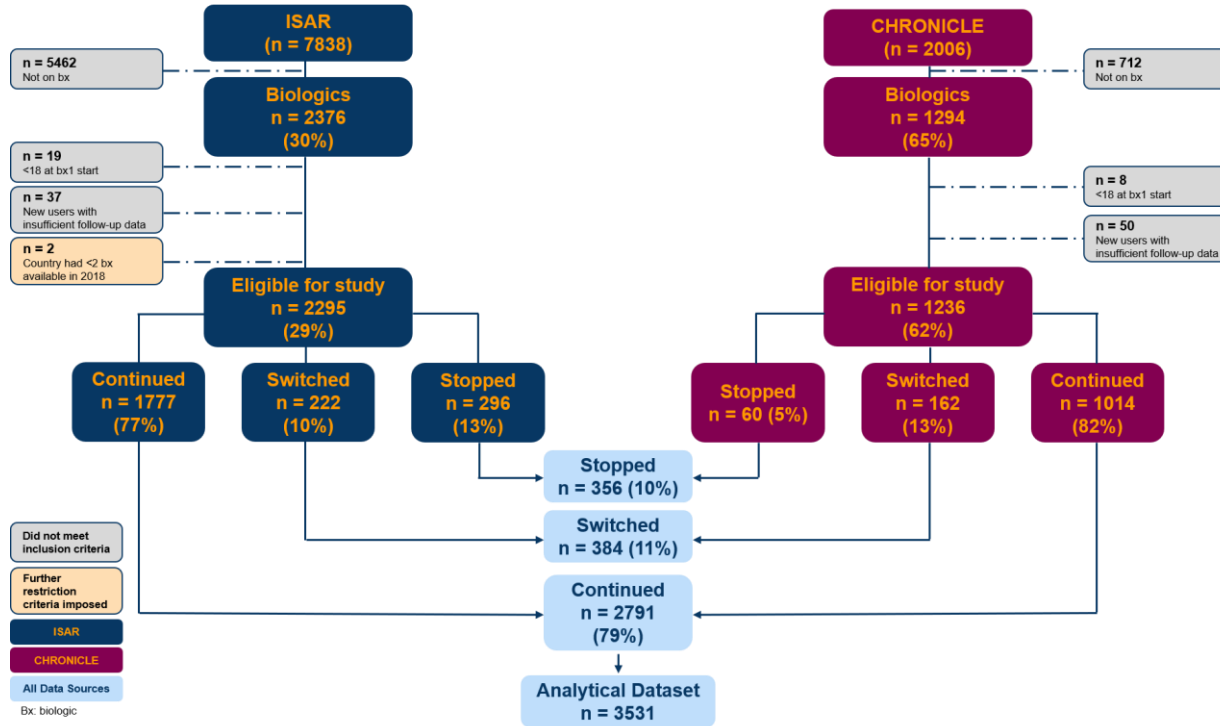 ISAR
(n = 7838)
CHRONICLE
(n = 2006)
n = 5462
Not on bx
n = 712
Not on bx
Biologics
n = 2376
(30%)
Biologics
n = 1294
(65%)
n = 19
<18 at bx1 start
n = 37
New users with
insufficient follow-up data
n = 2
Country had <2 bx
available in 2018
n = 8
<18 at bx1 start
n = 50
New users with
insufficient follow-up data
Eligible for study
n = 2295
(29%)
Eligible for study
n = 1236
(62%)
Continued
n = 1777
(77%)
Switched
n = 222
(10%)
Stopped
n = 296
(13%)
Stopped
n = 60 (5%)
Switched
n = 162
(13%)
Continued
n = 1014
(82%)
Stopped
n = 356 (10%)
Switched
n = 384 (11%)
Continued
n = 2791
(79%)
Analytical Dataset
n = 3531
Did not meet
inclusion criteria
Further
restriction
criteria imposed
ISAR
CHRONICLE
All Data Sources
Bx: biologic